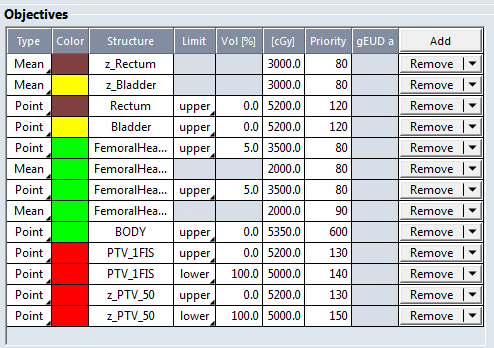 Objectives
Type Color Structure Limit Vol [%] [cGy] Priority gEUD a Add
Mean z_Rectum 3000.0 80 Remove
Mean z_Bladder 3000.0 80 Remove
Point Rectum upper 0.0 5200.0 120 Remove
Point Bladder upper 0.0 5200.0 120 Remove
Point FemoralHea... upper 5.0 3500.0 80 Remove
Mean FemoralHea... 2000.0 80 Remove
Point FemoralHea... upper 5.0 3500.0 80 Remove
Mean FemoralHea... 2000.0 90 Remove
Point BODY upper 0.0 5350.0 600 Remove
Point PTV_1FIS upper 0.0 5200.0 130 Remove
Point PTV_1FIS lower 100.0 5000.0 140 Remove
Point z_PTV_50 upper 0.0 5200.0 130 Remove
Point z_PTV_50 lower 100.0 5000.0 150 Remove